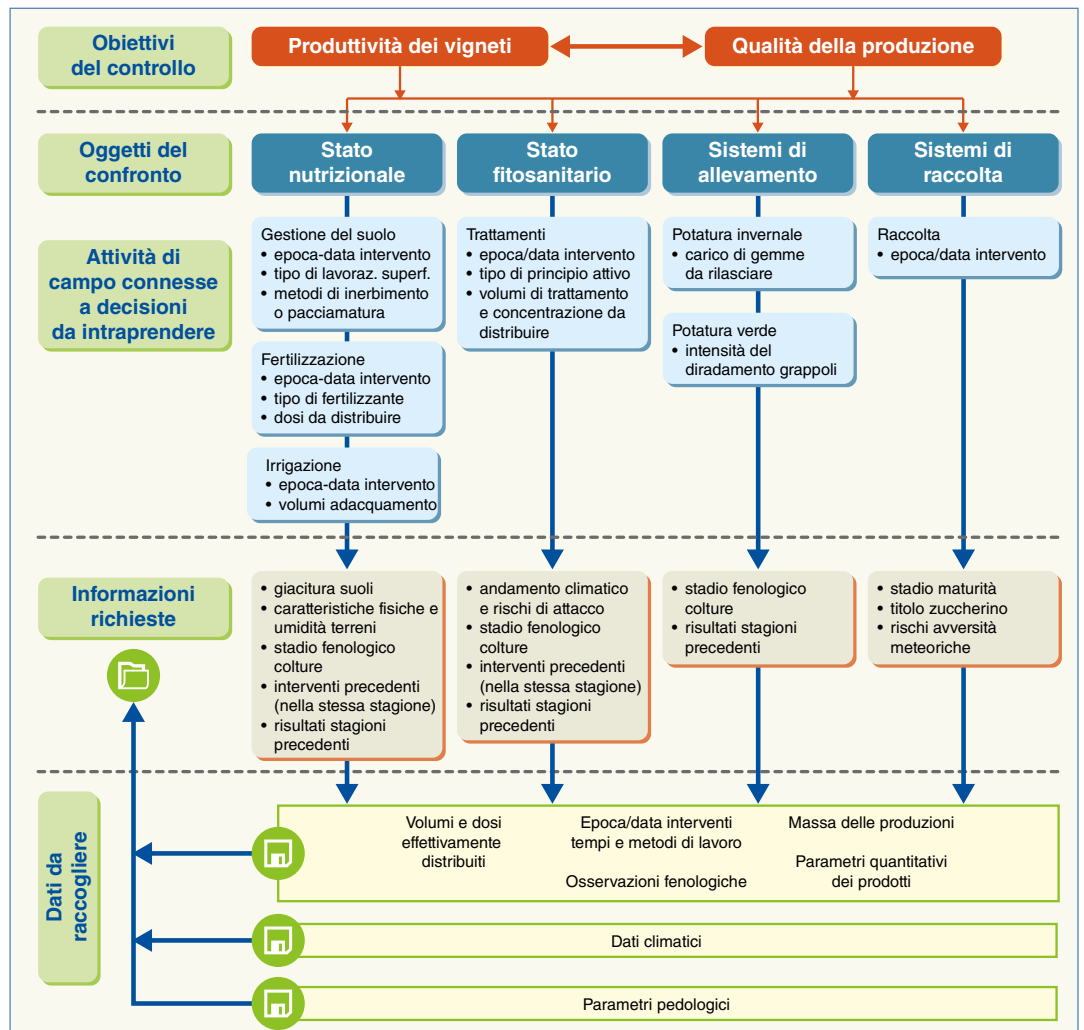 Obiettivi
del controllo
Produttività dei vigneti
Qualità della produzione
Oggetti del
confronto
Stato
nutrizionale
Stato
fitosanitario
Sistemi di
allevamento
Sistemi di
raccolta
Attività di
campo connesse
a decisioni
da intraprendere
Gestione del suolo
• epoca-data intervento
• tipo di lavoraz. superf.
• metodi di inerbimento
o pacciamatura
Fertilizzazione
• epoca-data intervento
• tipo di fertilizzante
• dosi da distribuire
Irrigazione
• epoca-data intervento
• volumi adacquamento
Trattamenti
• epoca/data intervento
• tipo di principio attivo
• volumi di trattamento
e concentrazione da
distribuire
Potatura invernale
• carico di gemme
da rilasciare
Potatura verde
• intensità del
diradamento grappoli
Raccolta
• epoca/data intervento
Informazioni
richieste
• giacitura suoli
• caratteristiche fisiche e
umidità terreni
• stadio fenologico
colture
• interventi precedenti
(nella stessa stagione)
• risultati stagioni
precedenti
• andamento climatico
e rischi di attacco
• stadio fenologico
colture
• interventi precedenti
(nella stessa stagione)
• risultati stagioni
precedenti
• stadio fenologico
colture
• risultati stagioni
precedenti
• stadio maturità
• titolo zuccherino
• rischi avversità
meteoriche
Dati da
raccogliere
Volumi e dosi
effettivamente
distribuiti
Epoca/data interventi
tempi e metodi di lavoro
Osservazioni fenologiche
Massa delle produzioni
Parametri quantitativi
dei prodotti
Dati climatici
Parametri pedologici